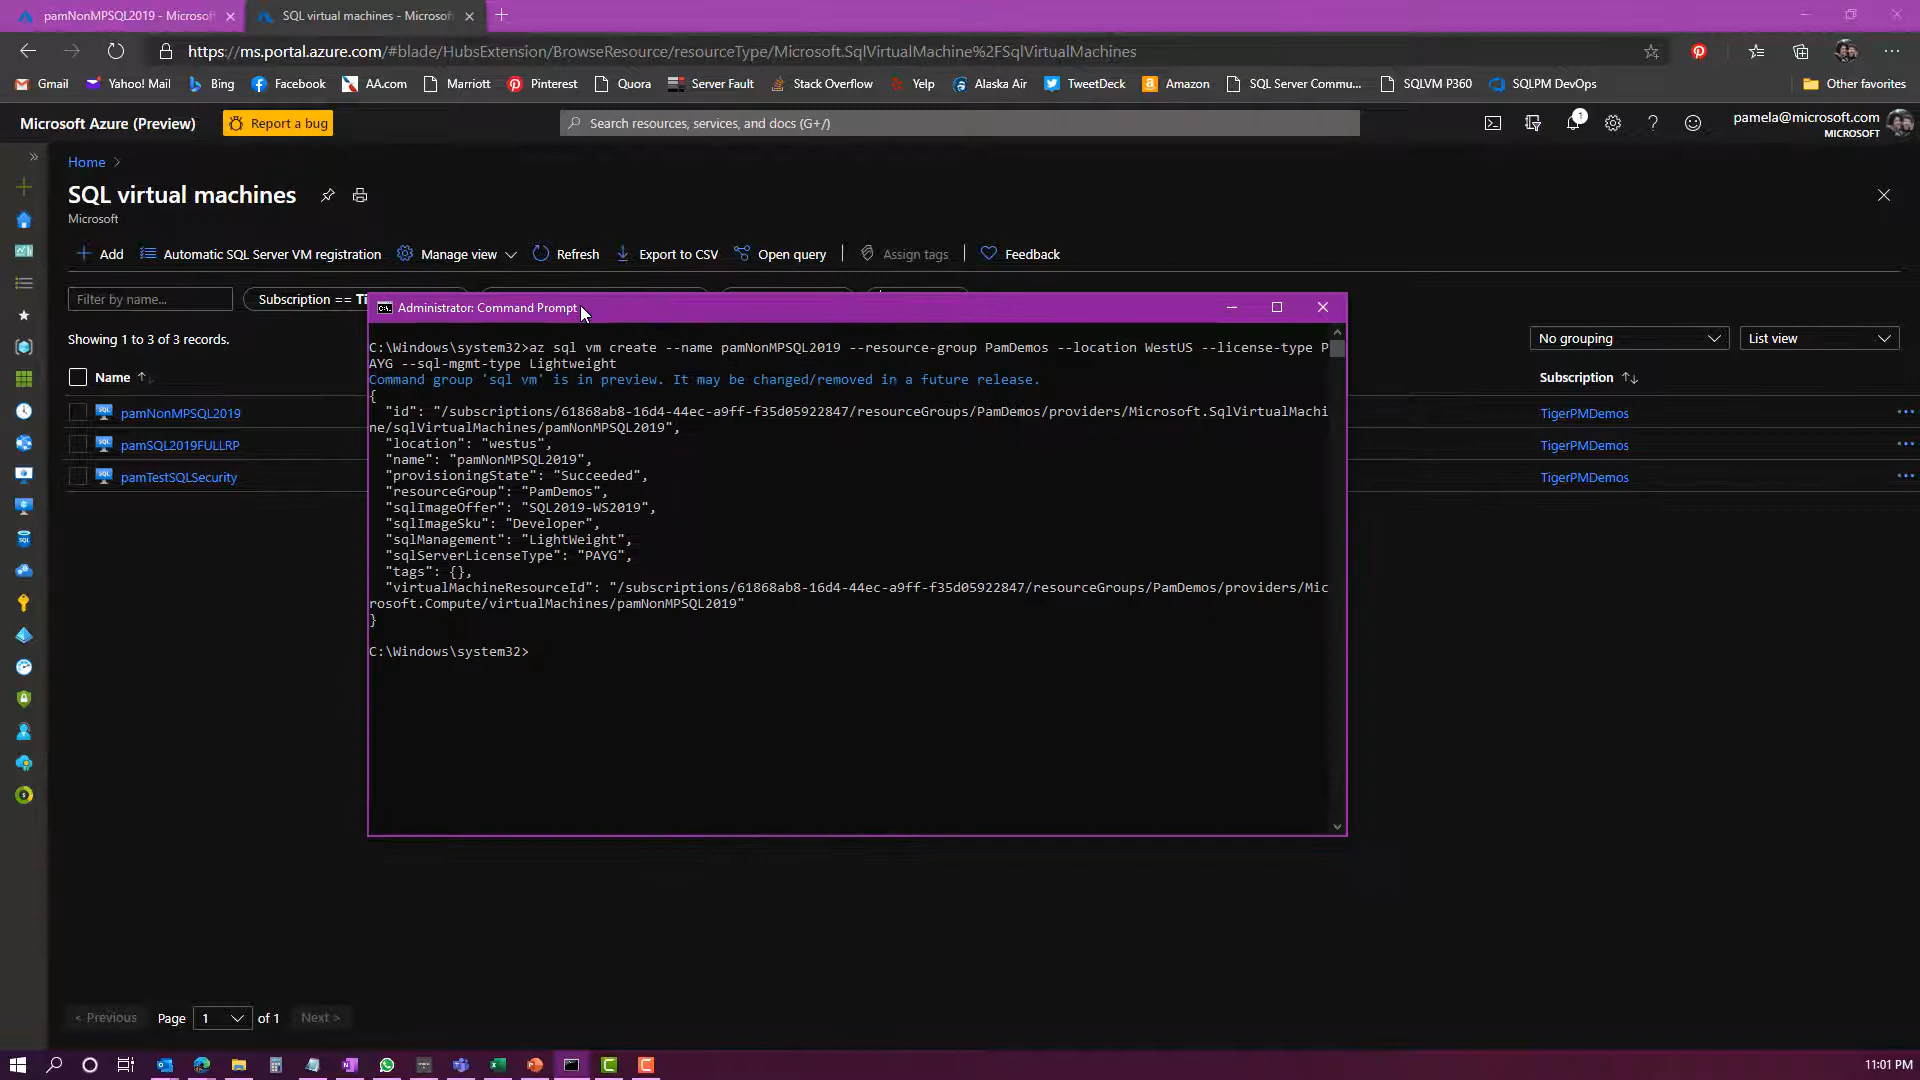 pamNonMPSQL2019 - Microsof
SQL virtual machines - Microsof
https://ms.portal.azure.com/#blade/HubsExtension/BrowseResource/resourceType/Microsoft.SqlVirtualMachine%2FSqlVirtualMachines
Gmail
Yahoo! Mail
Bing
Facebook
AA.com
Marriott
Pinterest
Quora
Server Fault
Stack Overflow
Yelp
Alaska Air
TweetDeck
Amazon
SQL Server Commu...
SQLVM P360
SQLPM DevOps
Other favorites
Microsoft Azure (Preview)
Report a bug
Search resources, services, and docs (G+/)
1
pamela@microsoft.com
MICROSOFT
Home
SQL virtual machines
Microsoft
Add
Automatic SQL Server VM registration
Manage view
Refresh
Export to CSV
Open query
Assign tags
Feedback
Filter by name...
Subscription == Ti
Showing 1 to 3 of 3 records.
No grouping
List view
Name
Subscription
pamNonMPSQL2019
TigerPMDemos
pamSQL2019FULLRP
TigerPMDemos
pamTestSQLSecurity
TigerPMDemos
Administrator: Command Prompt
C:\Windows\system32>az sql vm create --name pamNonMPSQL2019 --resource-group PamDemos --location WestUS --license-type P
AYG --sql-mgmt-type Lightweight
Command group 'sql vm' is in preview. It may be changed/removed in a future release.
{
"id": "/subscriptions/61868ab8-16d4-44ec-a9ff-f35d05922847/resourceGroups/PamDemos/providers/Microsoft.SqlVirtualMachi
ne/sqlVirtualMachines/pamNonMPSQL2019",
"location": "westus",
"name": "pamNonMPSQL2019",
"provisioningState": "Succeeded",
"resourceGroup": "PamDemos",
"sqlImageOffer": "SQL2019-WS2019",
"sqlImageSku": "Developer",
"sqlManagement": "LightWeight",
"sqlServerLicenseType": "PAYG",
"tags": {},
"virtualMachineResourceId": "/subscriptions/61868ab8-16d4-44ec-a9ff-f35d05922847/resourceGroups/PamDemos/providers/Mic
rosoft.Compute/virtualMachines/pamNonMPSQL2019"
}
C:\Windows\system32>
< Previous
Page
1
of 1
Next >
11:01 PM